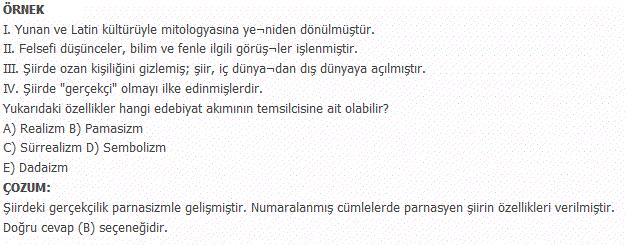 ÖRNEK
I. Yunan ve Latin kültürüyle mitologyasına ye¬niden dönülmüştür.
II. Felsefi düşünceler, bilim ve fenle ilgili görüş¬ler işlenmiştir.
III. Şiirde ozan kişiliğini gizlemiş; şiir, iç dünya¬dan dış dünyaya açılmıştır.
IV. Şiirde "gerçekçi" olmayı ilke edinmişlerdir.
Yukarıdaki özellikler hangi edebiyat akımının temsilcisine ait olabilir?
A) Realizm B) Pamasizm
C) Sürrealizm D) Sembolizm
E) Dadaizm
ÇOZUM:
Şiirdeki gerçekçilik parnasizmle gelişmiştir. Numaralanmış cümlelerde parnasyen şiirin özellikleri verilmiştir.
Doğru cevap (B) seçeneğidir.